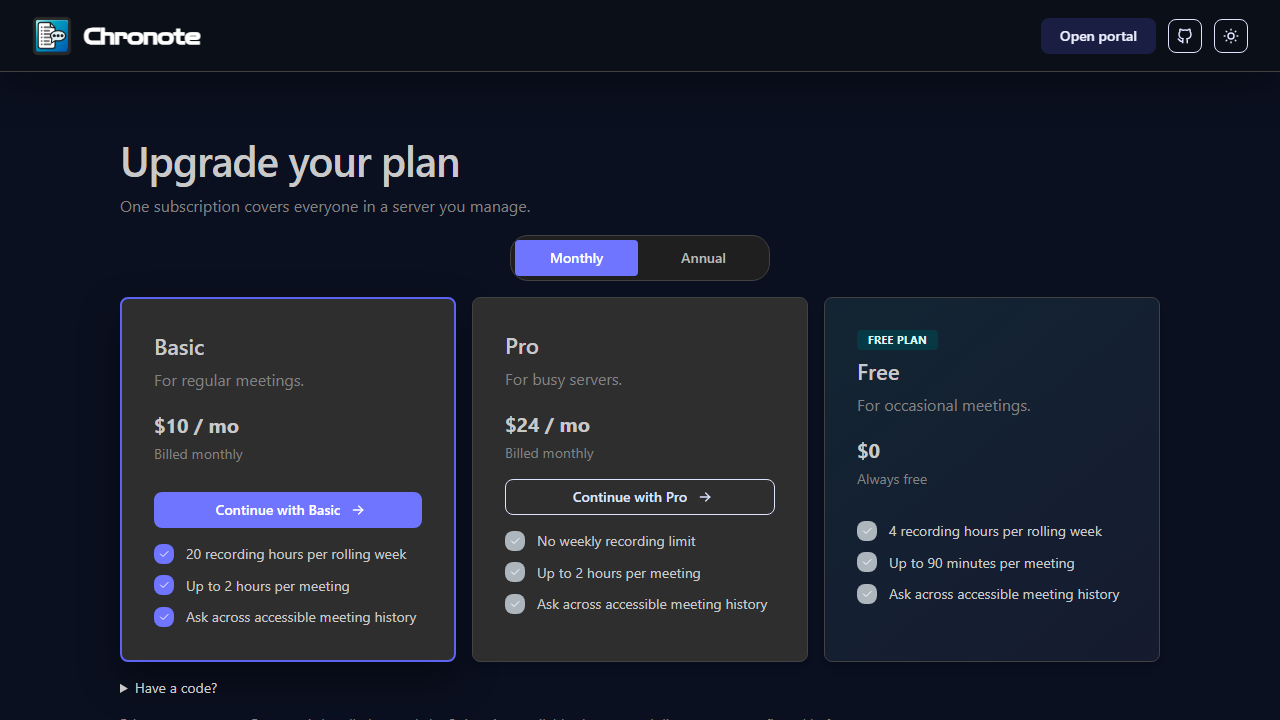 Chronote
Open portal
Upgrade your plan
One subscription covers everyone in a server you manage.
Monthly
Annual
Basic
For regular meetings.
$10 / mo
Billed monthly
Continue with Basic
20 recording hours per rolling week
Up to 2 hours per meeting
Ask across accessible meeting history
Pro
For busy servers.
$24 / mo
Billed monthly
Continue with Pro
No weekly recording limit
Up to 2 hours per meeting
Ask across accessible meeting history
FREE PLAN
Free
For occasional meetings.
$0
Always free
4 recording hours per rolling week
Up to 90 minutes per meeting
Ask across accessible meeting history
Have a code?